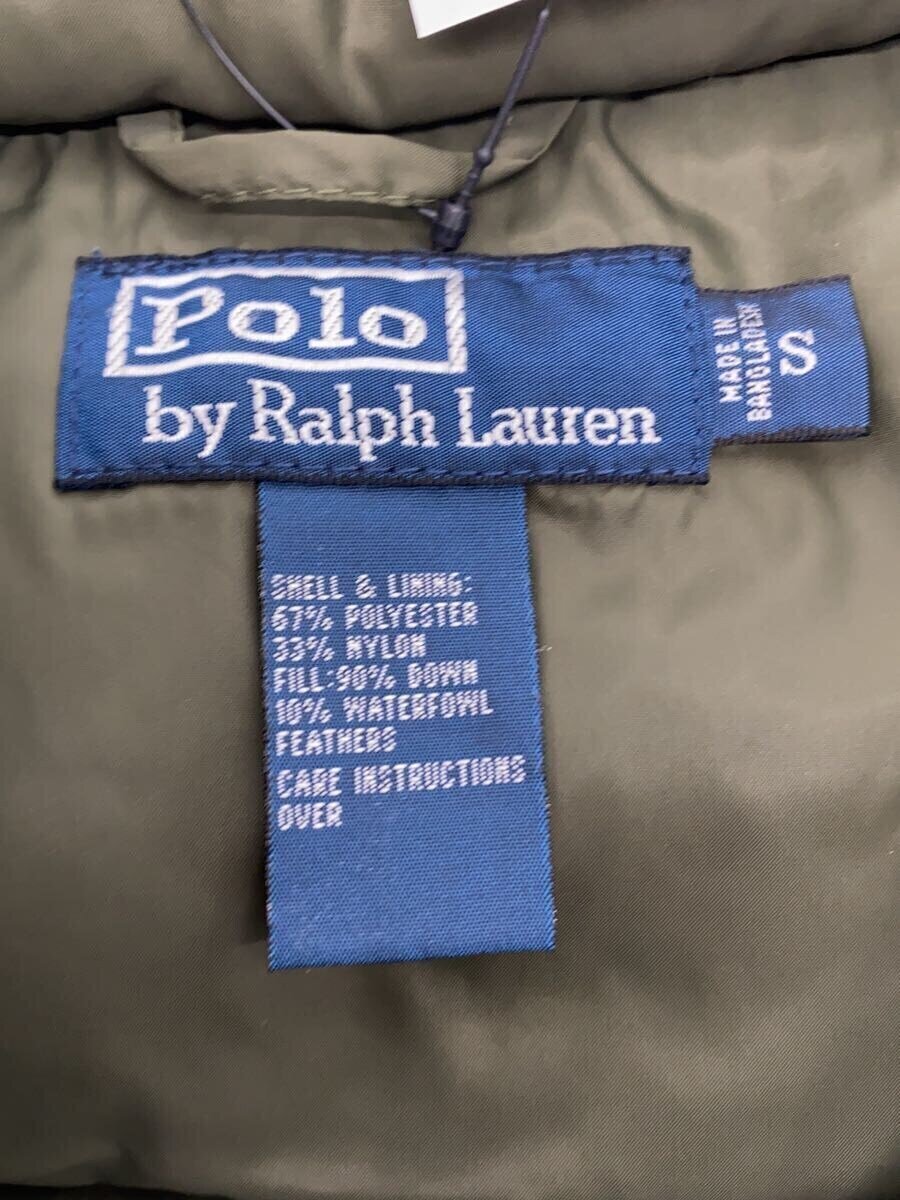 Polo
by Ralph Lauren
MADE IN
BANGLADESH
S
SHELL & LINING:
67% POLYESTER
33% NYLON
FILL:90% DOWN
10% WATERFOWL
FEATHERS
CARE INSTRUCTIONS
OVER